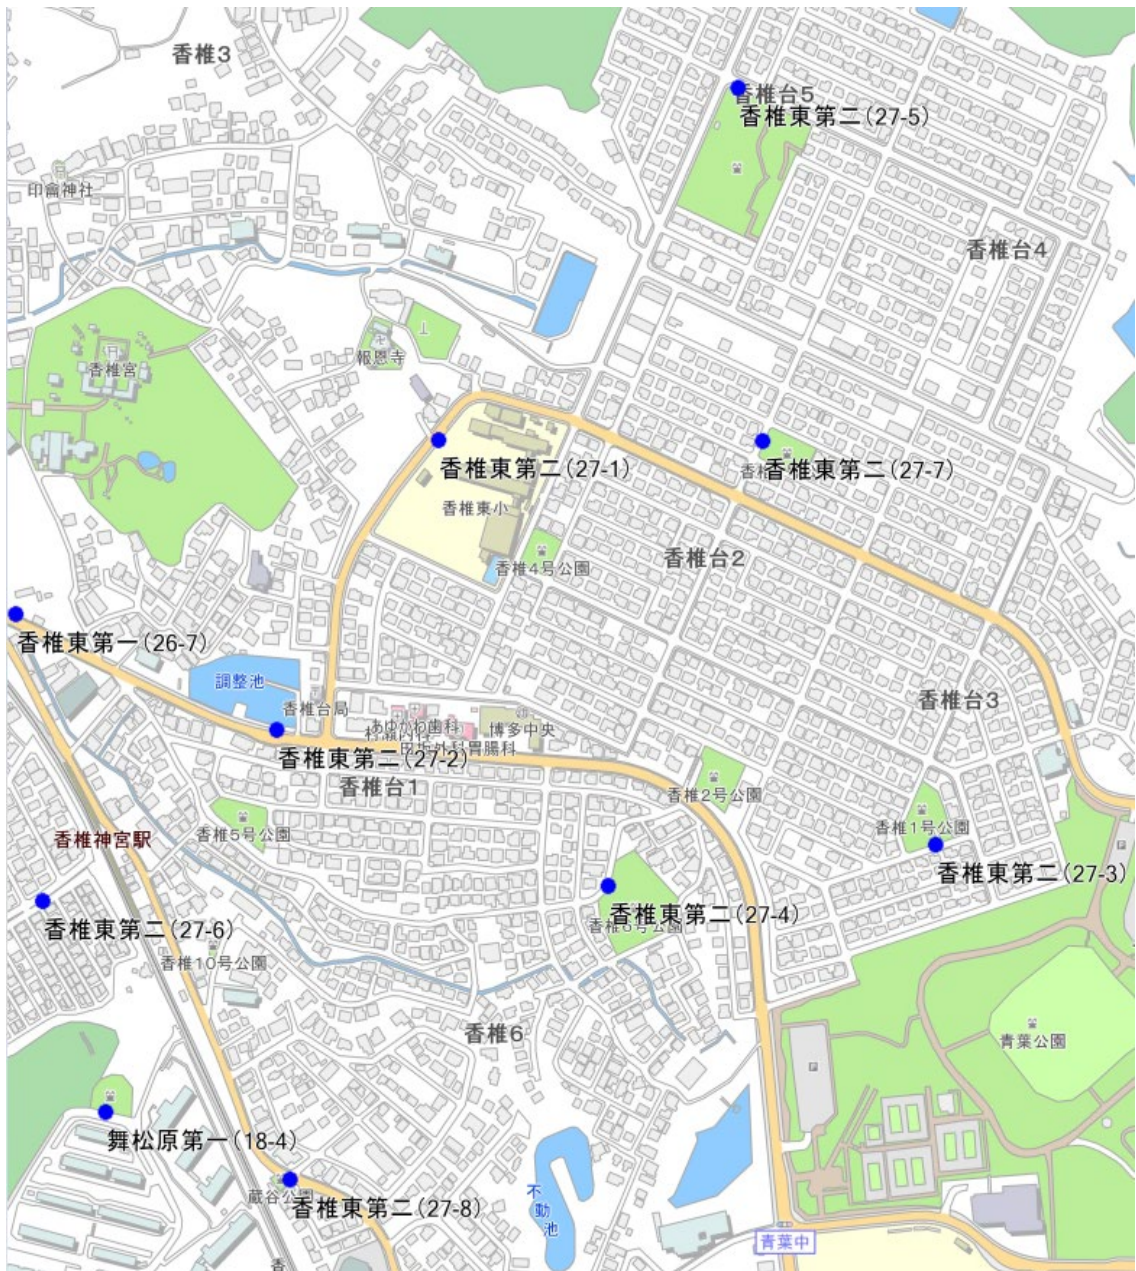 香椎3
香椎台5
香椎東第二(27-5)
印鑰神社
香椎台4
報恩寺
香椎宮
香椎東第二(27-1)
香椎東第二(27-7)
香椎東小
香椎台2
香椎4号公園
香椎東第一(26-7)
調整池
香椎台局
香椎台3
あゆかわ歯科
博多中央
香椎東第二(27-2)
香椎台1
香椎2号公園
香椎5号公園
香椎1号公園
香椎神宮駅
香椎東第二(27-3)
香椎東第二(27-4)
香椎東第二(27-6)
香椎10号公園
香椎6
青葉公園
舞松原第一(18-4)
蔵谷公園
香椎東第二(27-8)
不動池
青葉中
香